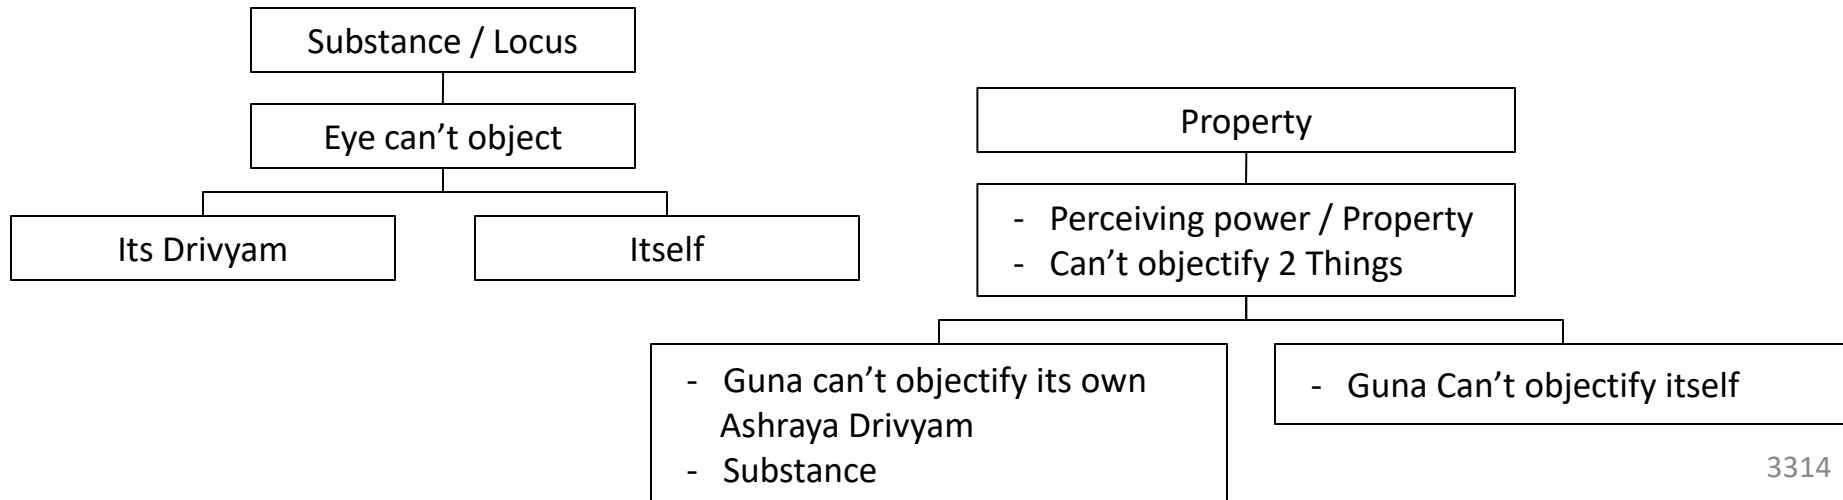 Substance / Locus
Eye can’t object
Its Drivyam
Itself
Property
- Perceiving power / Property
- Can’t objectify 2 Things
- Guna can’t objectify its own
Ashraya Drivyam
- Substance
- Guna Can’t objectify itself
3314